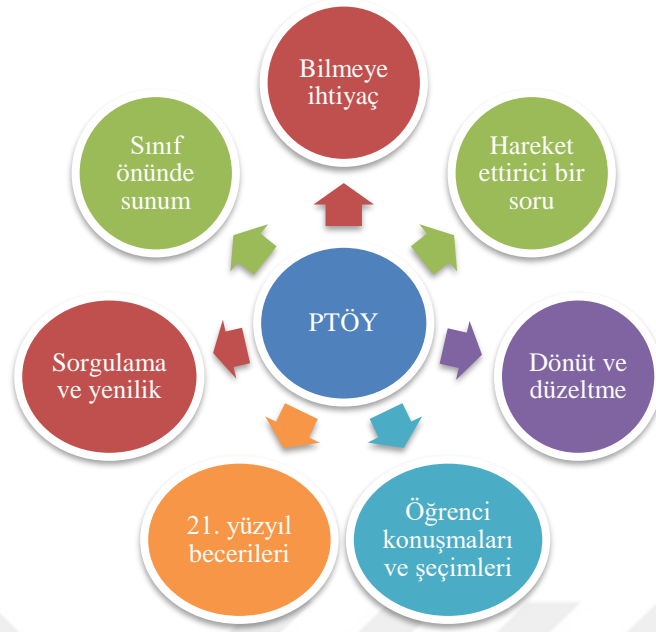 Bilmeye
ihtiyaç
Hareket
ettirici bir
soru
Dönüt ve
düzeltme
Öğrenci
konuşmaları
ve şeçimleri
21. yüzyıl
becerileri
Sorgulama
ve yenilik
Sınıf
önünde
sunum
PTÖY